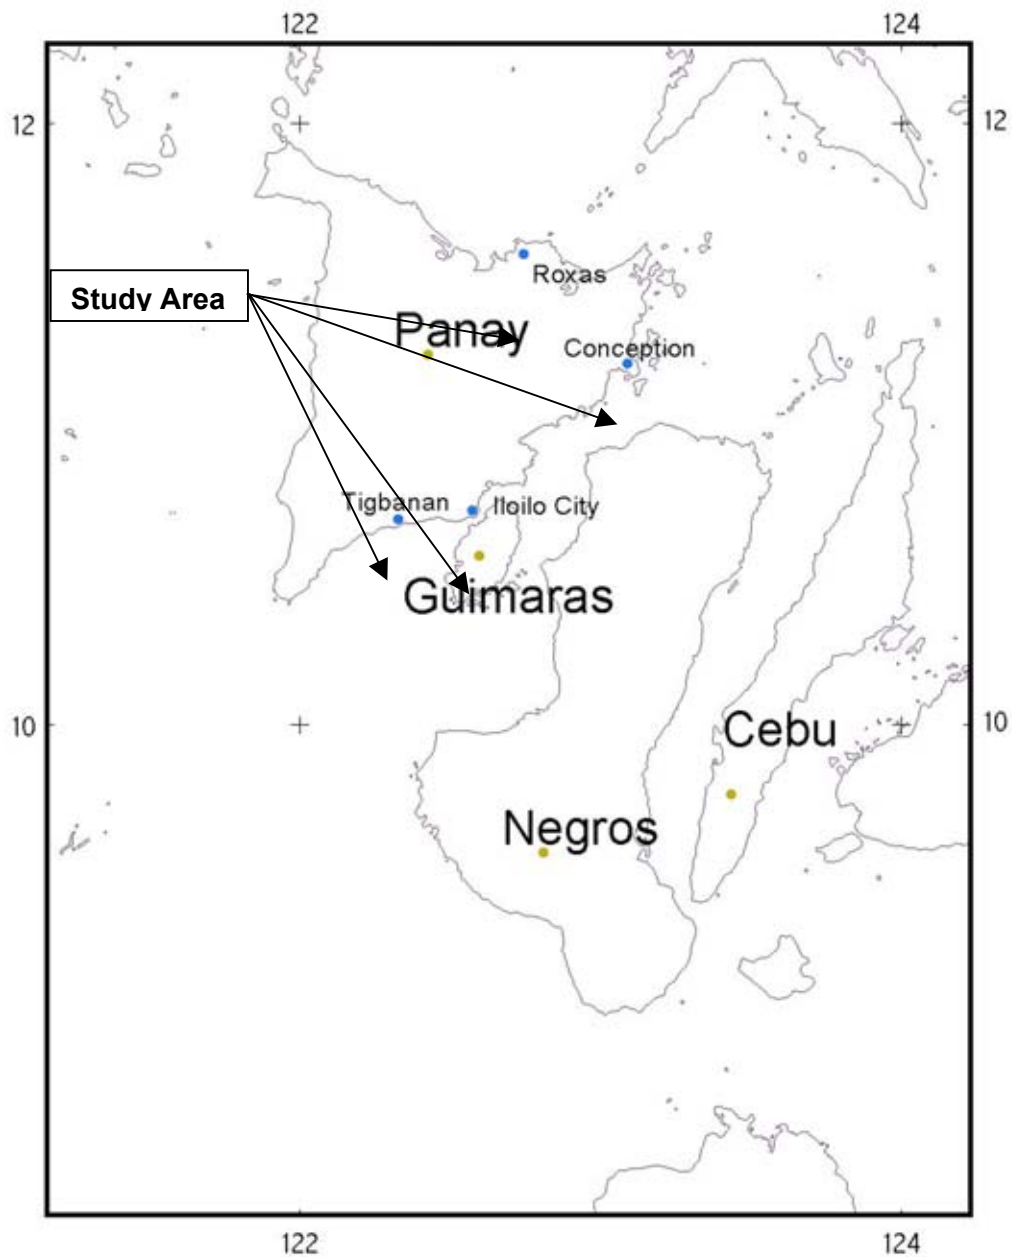 122 124
12 12
Roxas
Study Area
Panay
Conception
Tigbanan Iloilo City
Guimaras
10 10
Cebu
Negros
122 124